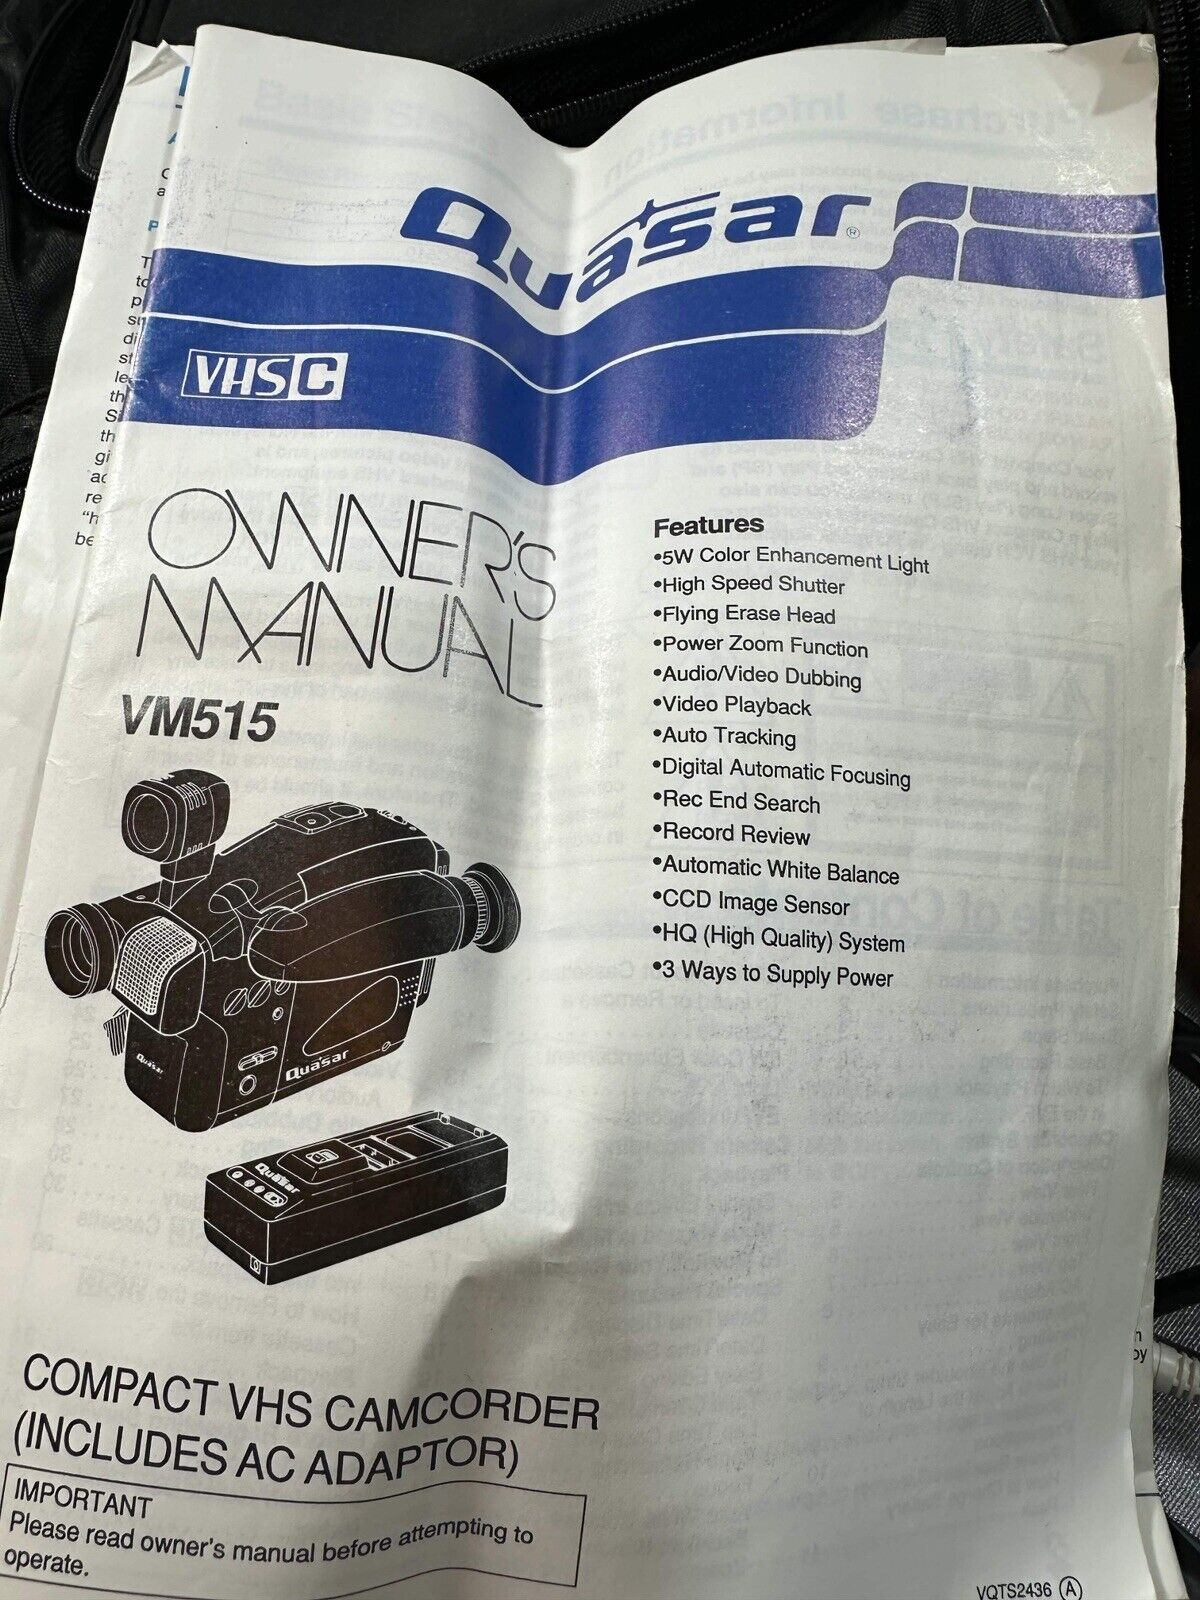 Quasar®
VHS C
OWNER'S
MANUAL
VM515
Features
•5W Color Enhancement Light
•High Speed Shutter
•Flying Erase Head
•Power Zoom Function
•Audio/Video Dubbing
•Video Playback
•Auto Tracking
•Digital Automatic Focusing
•Rec End Search
•Record Review
•Automatic White Balance
•CCD Image Sensor
•HQ (High Quality) System
•3 Ways to Supply Power
Quasar
Quasar
Quasar
COMPACT VHS CAMCORDER
(INCLUDES AC ADAPTOR)
IMPORTANT
Please read owner's manual before attempting to
operate.
VQTS2436 A